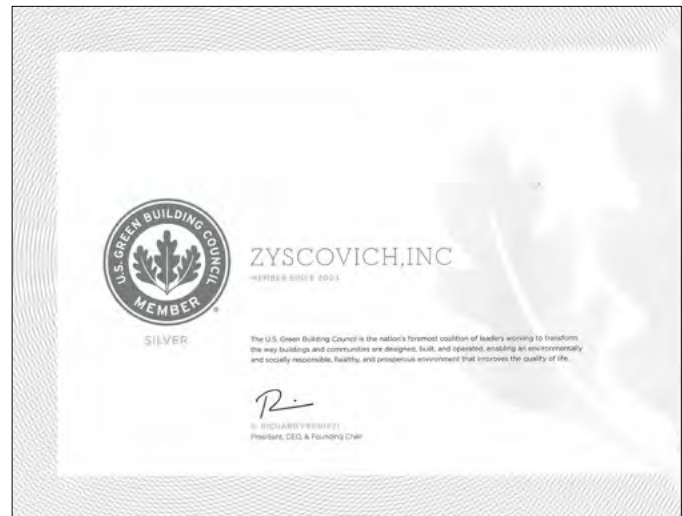 U.S. GREEN BUILDING COUNCIL
MEMBER
®
SILVER
ZYSCOVICH,INC
MEMBER SINCE
The U.S. Green Building Council is the nation's foremost coalition of leaders working to transform
the way buildings and communities are designed, built, and operated, enabling an environmentally
and socially responsible, healthy, and prosperous environment that improves the quality of life.
RICHARD FEDRIZZI
President, CEO, & Founding Chair